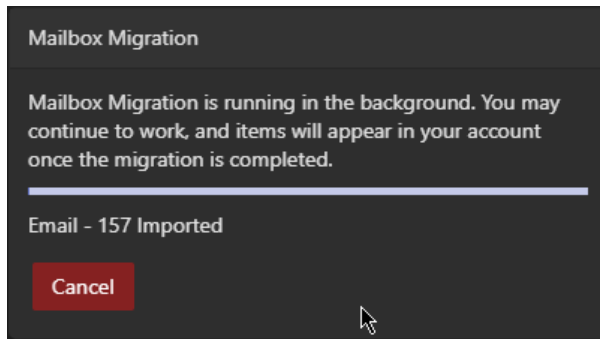 Mailbox Migration
Mailbox Migration is running in the background. You may
continue to work, and items will appear in your account
once the migration is completed.
Email - 157 Imported
Cancel